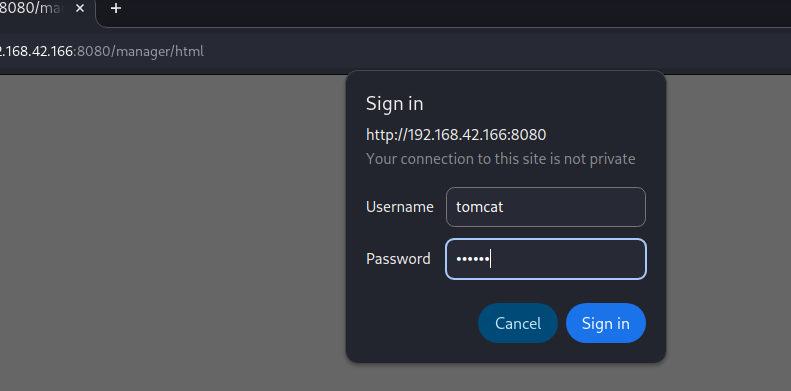 8080/ma
2.168.42.166:8080/manager/html
Sign in
http://192.168.42.166:8080
Your connection to this site is not private
Username tomcat
Password ••••••
Cancel Sign in